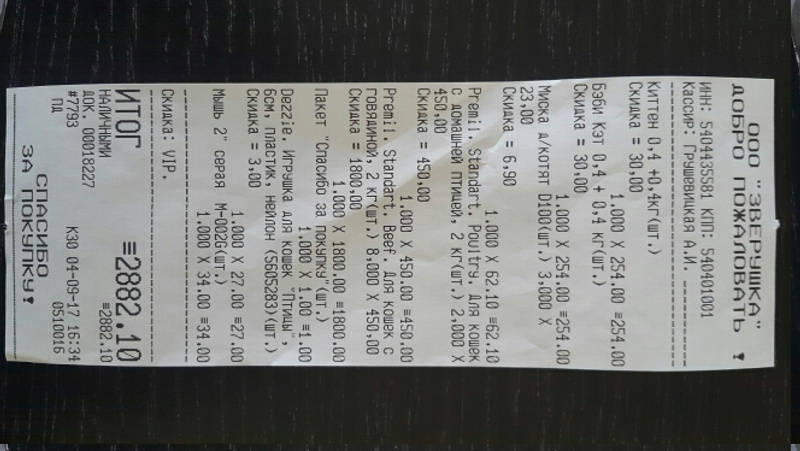 ООО "ЗВЕРУШКА"
ДОБРО ПОЖАЛОВАТЬ !
ИНН: 5404435581 КПП: 540401001
Кассир: Грушевицкая А.И. ________
--------------------------------
Киттен 0,4 +0,4кг(шт.)
Скидка = 30,00
1.000 X 254.00 ≡254.00
Бэби Кэт 0,4 + 0,4 кг(шт.)
Скидка = 30,00
1.000 X 254.00 ≡254.00
Миска д/котят D100(шт.) 3,000 X
23,00
Скидка = 6,90
1.000 X 62.10 ≡62.10
Premil. Standart. Poultry. Для кошек
с домашней птицей, 2 кг(шт.) 2,000 X
450,00
Скидка = 450,00
1.000 X 450.00 ≡450.00
Premil. Standart. Beef. Для кошек с
говядиной, 2 кг(шт.) 8,000 X 450.00
Скидка = 1800,00
1.000 X 1800.00 ≡1800.00
Пакет "Спасибо за покупку"(шт.)
1.000 X 1.00 ≡1.00
Dezzie. Игрушка для кошек "Птицы",
6см, пластик, нейлон (5605283)(шт.)
Скидка = 3,00
1.000 X 27.00 ≡27.00
Мышь 2" серая M-002G(шт.)
1.000 X 34.00 ≡34.00
--------------------------------
Скидка: VIP.
--------------------------------
ИТОГ ≡2882.10
НАЛИЧНЫМИ ≡2882.10
ДОК. 00018227 КЗО 04-09-17 16:34
#7793 0510016
ПД
СПАСИБО
ЗА ПОКУПКУ!